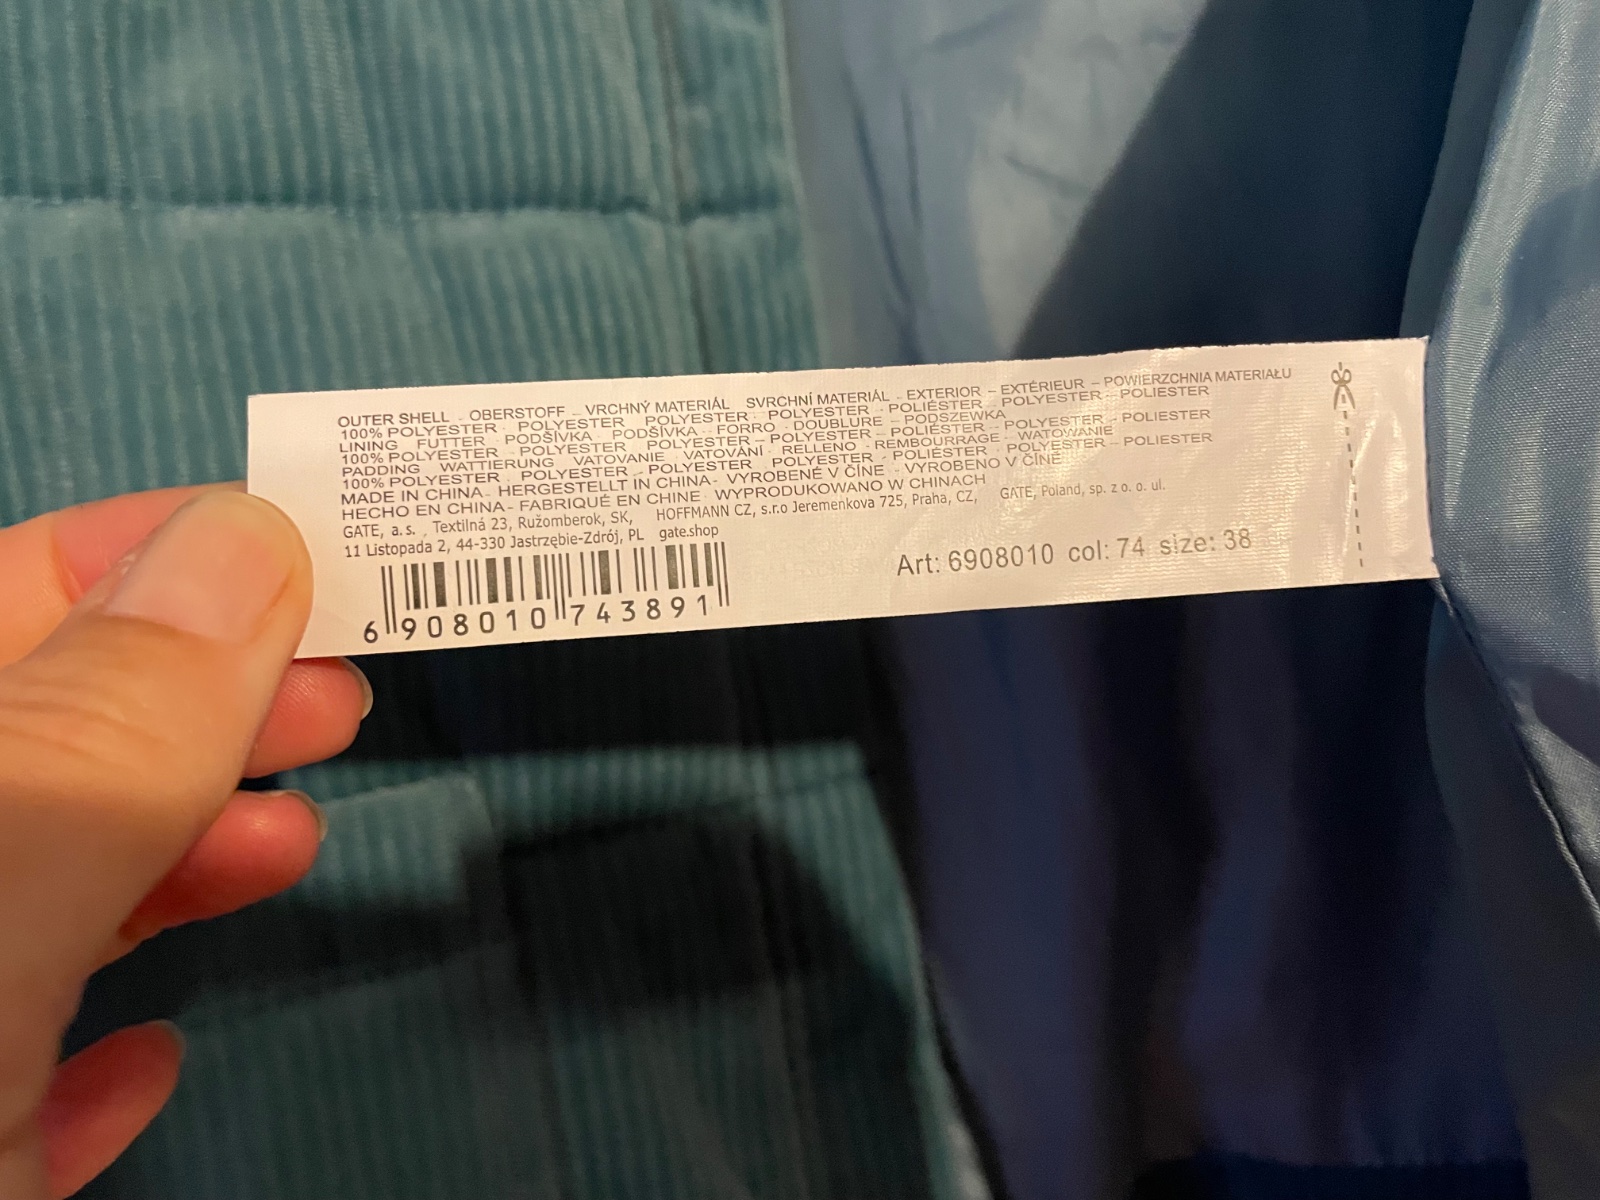 OUTER SHELL - OBERSTOFF - VRCHNÝ MATERIÁL SVRCHNÍ MATERIÁL - EXTERIOR - EXTÉRIEUR - POWIERZCHNIA MATERIAŁU
100% POLYESTER - POLYESTER - POLYESTER - POLYESTER - POLIÉSTER - POLYESTER - POLIESTER
LINING - FUTTER - PODŠÍVKA - PODŠÍVKA - FORRO - DOUBLURE - PODSZEWKA
100% POLYESTER - POLYESTER - POLYESTER - POLYESTER - POLIÉSTER - POLYESTER - POLIESTER
PADDING WATTIERUNG VATOVANIE VATOVÁNÍ - RELLENO - REMBOURRAGE - WATOWANIE
100% POLYESTER - POLYESTER - POLYESTER - POLYESTER - POLIÉSTER - POLYESTER - POLIESTER
MADE IN CHINA - HERGESTELLT IN CHINA - VYROBENÉ V ČÍNE - VYROBENO V ČÍNĚ
HECHO EN CHINA - FABRIQUÉ EN CHINE - WYPRODUKOWANO W CHINACH
GATE, a.s. , Textilná 23, Ružomberok, SK, HOFFMANN CZ, s.r.o Jeremenkova 725, Praha, CZ, GATE, Poland, sp. z o. o. ul.
11 Listopada 2, 44-330 Jastrzębie-Zdrój, PL gate.shop
Art: 6908010 col: 74 size: 38
6 908010 743891